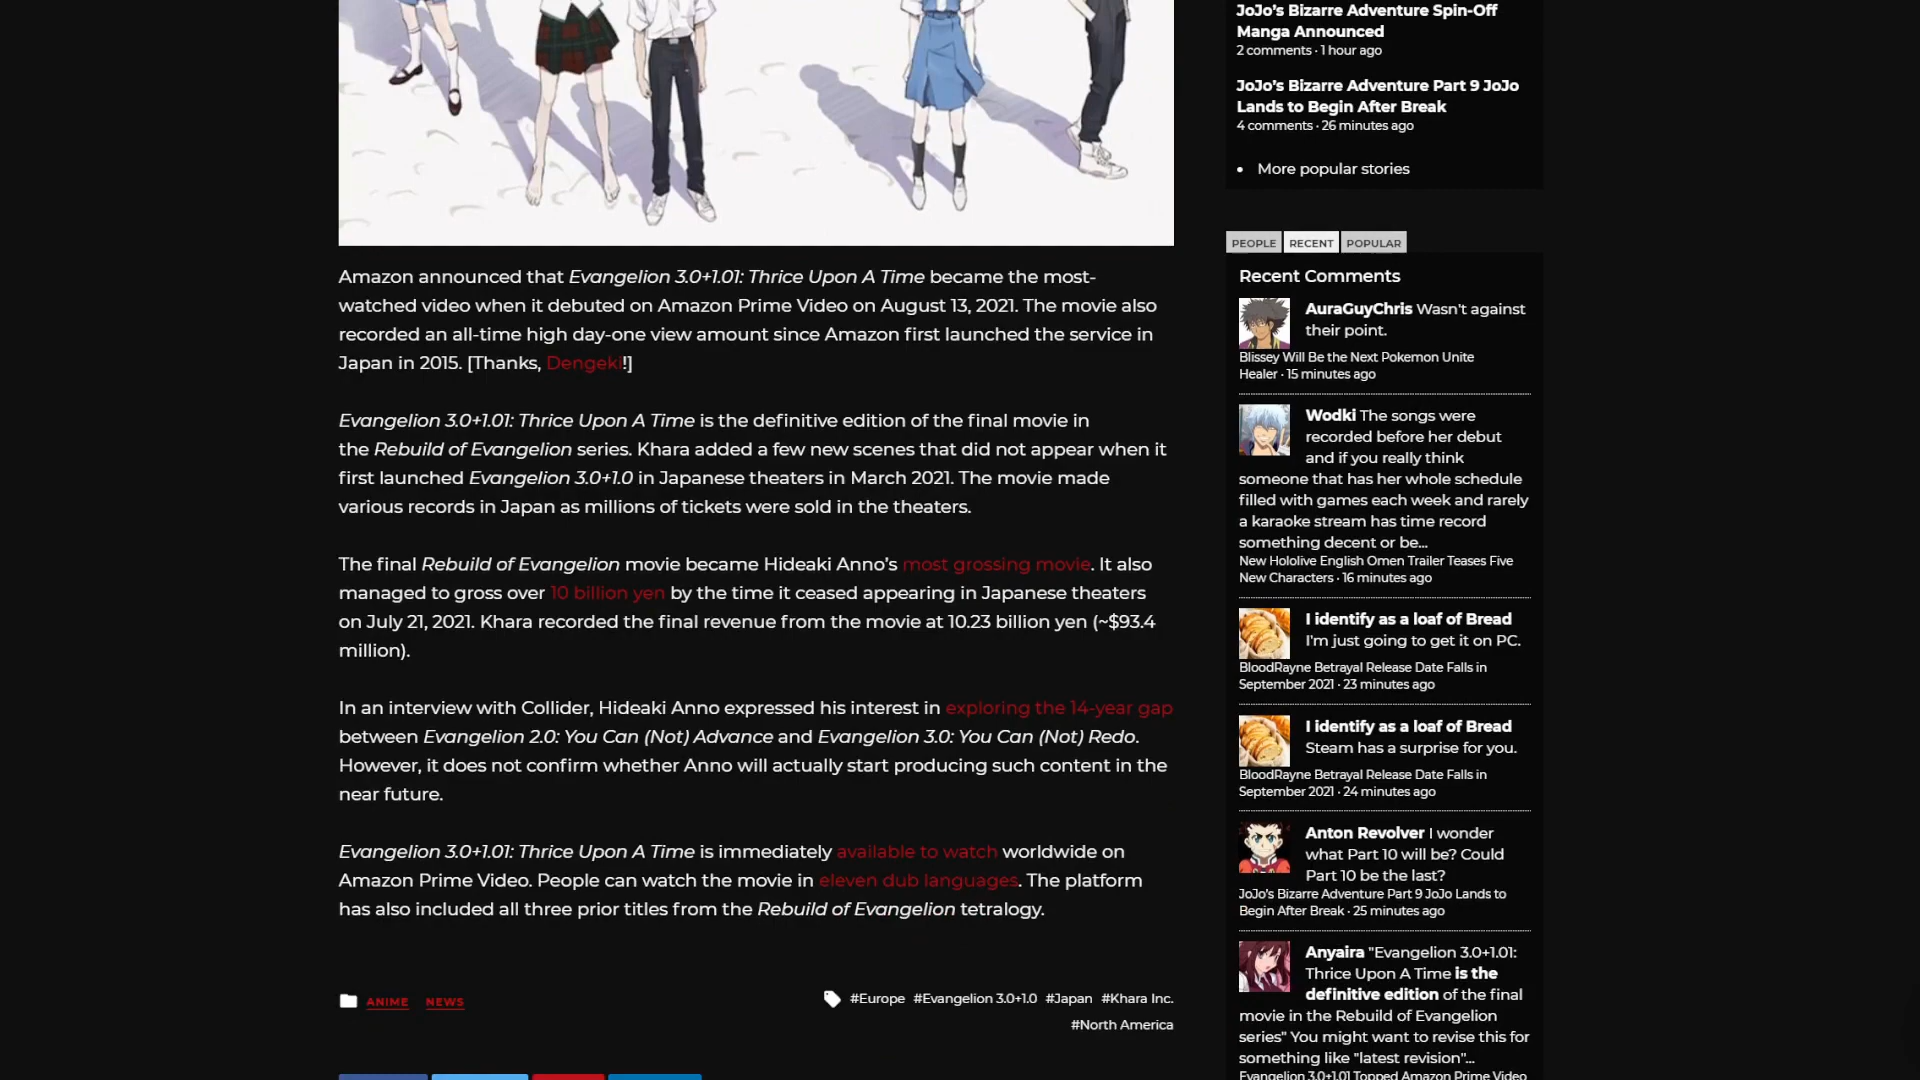 Amazon announced that Evangelion 3.0+1.01: Thrice Upon A Time became the most-
watched video when it debuted on Amazon Prime Video on August 13, 2021. The movie also
recorded an all-time high day-one view amount since Amazon first launched the service in
Japan in 2015. [Thanks, Dengeki!]
Evangelion 3.0+1.01: Thrice Upon A Time is the definitive edition of the final movie in
the Rebuild of Evangelion series. Khara added a few new scenes that did not appear when it
first launched Evangelion 3.0+1.0 in Japanese theaters in March 2021. The movie made
various records in Japan as millions of tickets were sold in the theaters.
The final Rebuild of Evangelion movie became Hideaki Anno’s most grossing movie. It also
managed to gross over 10 billion yen by the time it ceased appearing in Japanese theaters
on July 21, 2021. Khara recorded the final revenue from the movie at 10.23 billion yen (~$93.4
million).
In an interview with Collider, Hideaki Anno expressed his interest in exploring the 14-year gap
between Evangelion 2.0: You Can (Not) Advance and Evangelion 3.0: You Can (Not) Redo.
However, it does not confirm whether Anno will actually start producing such content in the
near future.
Evangelion 3.0+1.01: Thrice Upon A Time is immediately available to watch worldwide on
Amazon Prime Video. People can watch the movie in eleven dub languages. The platform
has also included all three prior titles from the Rebuild of Evangelion tetralogy.
ANIME NEWS
#Europe #Evangelion 3.0+1.0 #Japan #Khara Inc.
#North America
JoJo’s Bizarre Adventure Spin-Off
Manga Announced
2 comments · 1 hour ago
JoJo’s Bizarre Adventure Part 9 JoJo
Lands to Begin After Break
4 comments · 26 minutes ago
• More popular stories
PEOPLE RECENT POPULAR
Recent Comments
AuraGuyChris Wasn't against
their point.
Blissey Will Be the Next Pokemon Unite
Healer · 15 minutes ago
Wodki The songs were
recorded before her debut
and if you really think
someone that has her whole schedule
filled with games each week and rarely
a karaoke stream has time record
something decent or be...
New Hololive English Omen Trailer Teases Five
New Characters · 16 minutes ago
I identify as a loaf of Bread
I'm just going to get it on PC.
BloodRayne Betrayal Release Date Falls in
September 2021 · 23 minutes ago
I identify as a loaf of Bread
Steam has a surprise for you.
BloodRayne Betrayal Release Date Falls in
September 2021 · 24 minutes ago
Anton Revolver I wonder
what Part 10 will be? Could
Part 10 be the last?
JoJo’s Bizarre Adventure Part 9 JoJo Lands to
Begin After Break · 25 minutes ago
Anyaira "Evangelion 3.0+1.01:
Thrice Upon A Time is the
definitive edition of the final
movie in the Rebuild of Evangelion
series" You might want to revise this for
something like "latest revision"...
Evangelion 3.0+1.01 Topped Amazon Prime Video